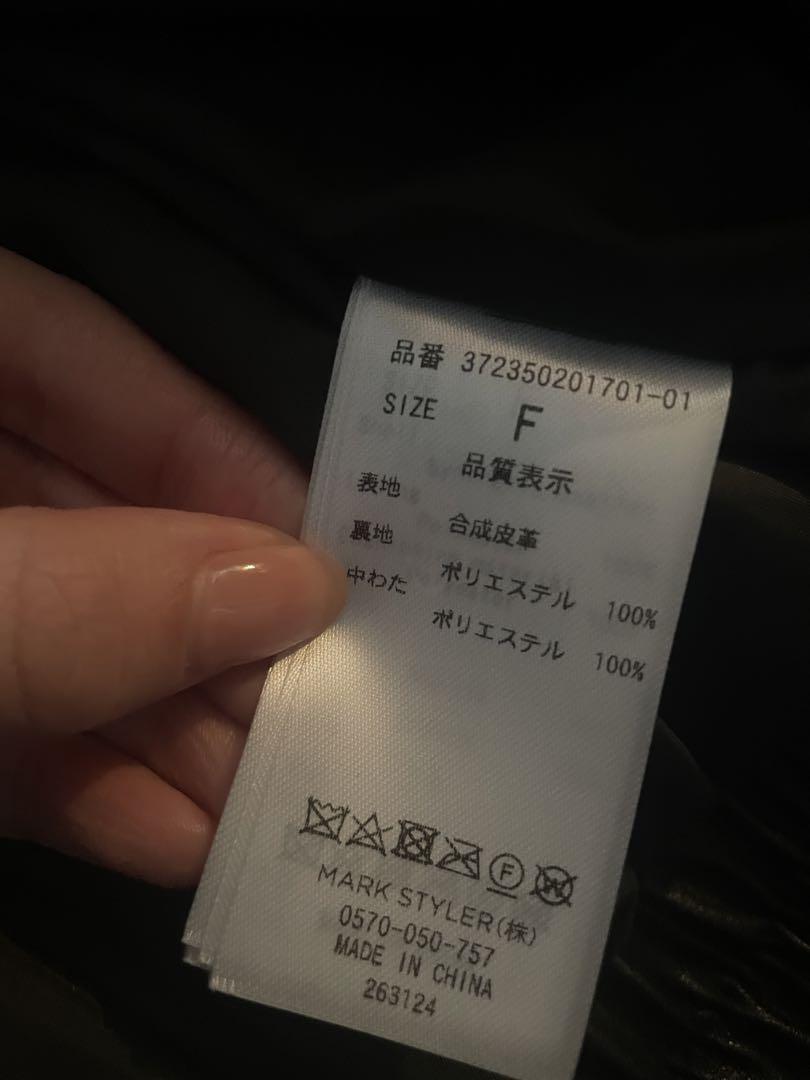 品番 372350201701-01
SIZE F
品質表示
表地 合成皮革
裏地 ポリエステル 100%
中わた ポリエステル 100%
F W
MARK STYLER(株)
0570-050-757
MADE IN CHINA
263124